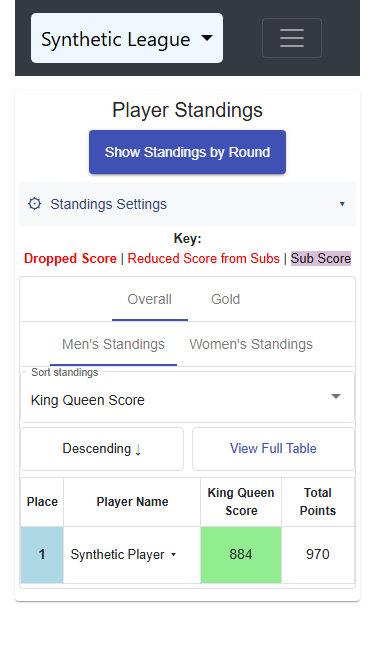 Synthetic League
Player Standings
Show Standings by Round
Standings Settings
Key:
Dropped Score | Reduced Score from Subs | Sub Score
Overall Gold
Men's Standings Women's Standings
Sort standings
King Queen Score
Descending ↓ View Full Table
Place Player Name King Queen Score Total Points
1 Synthetic Player 884 970